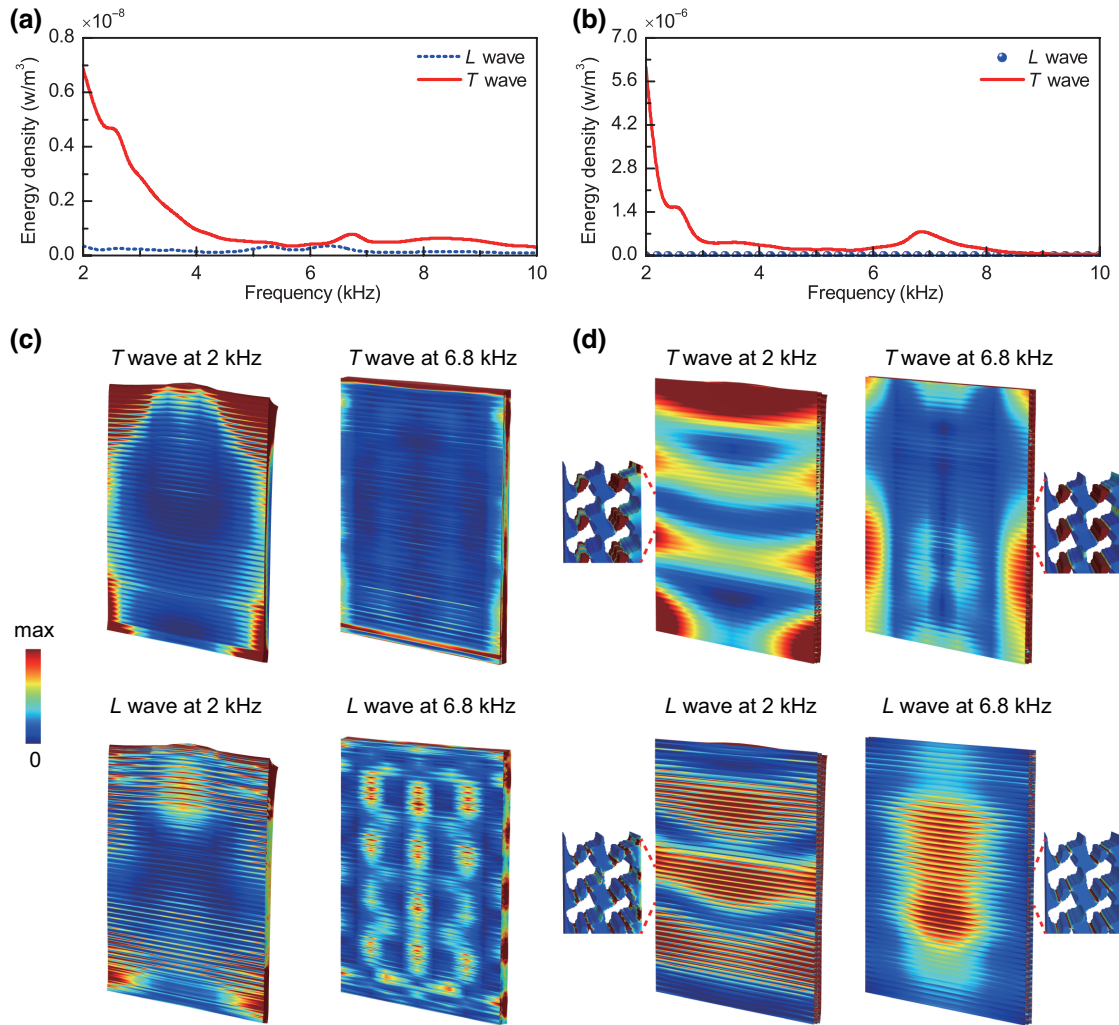 (a)
×10⁻⁸
Energy density (w/m³)
0.8
0.6
0.4
0.2
0.0
2
4
6
8
10
Frequency (kHz)
L wave
T wave
(b)
×10⁻⁶
Energy density (w/m³)
7.0
5.6
4.2
2.8
1.4
0.0
2
4
6
8
10
Frequency (kHz)
L wave
T wave
(c)
T wave at 2 kHz
T wave at 6.8 kHz
max
0
L wave at 2 kHz
L wave at 6.8 kHz
(d)
T wave at 2 kHz
T wave at 6.8 kHz
L wave at 2 kHz
L wave at 6.8 kHz